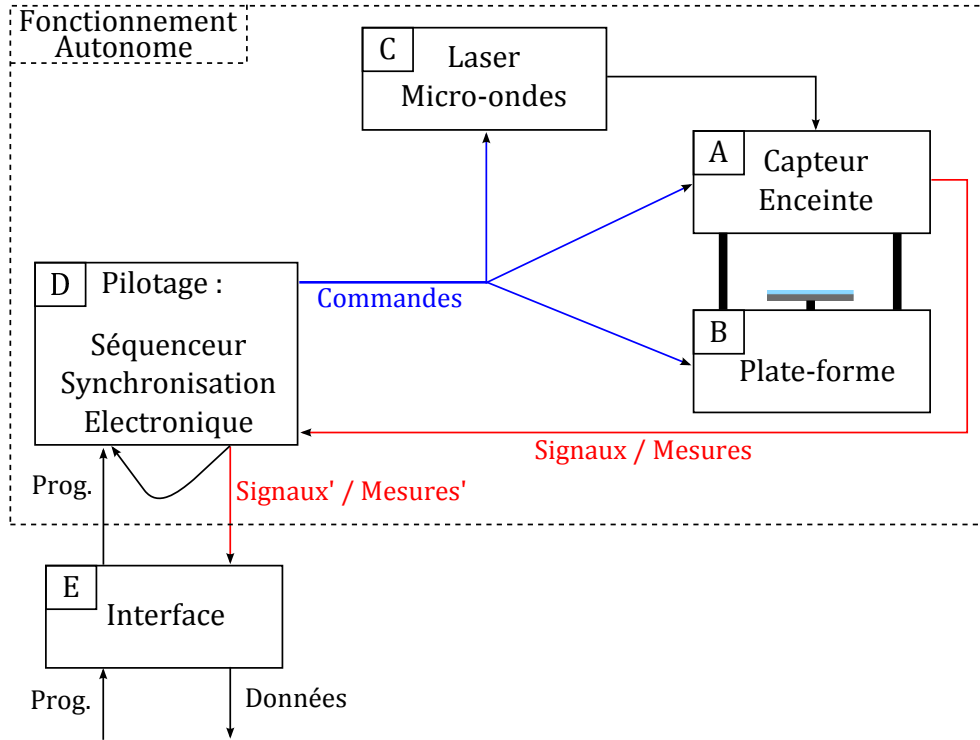 Fonctionnement
Autonome
C
Laser
Micro-ondes
A
Capteur
Enceinte
D
Pilotage :
Séquenceur
Synchronisation
Electronique
Commandes
B
Plate-forme
Signaux / Mesures
Prog.
Signaux' / Mesures'
E
Interface
Prog.
Données